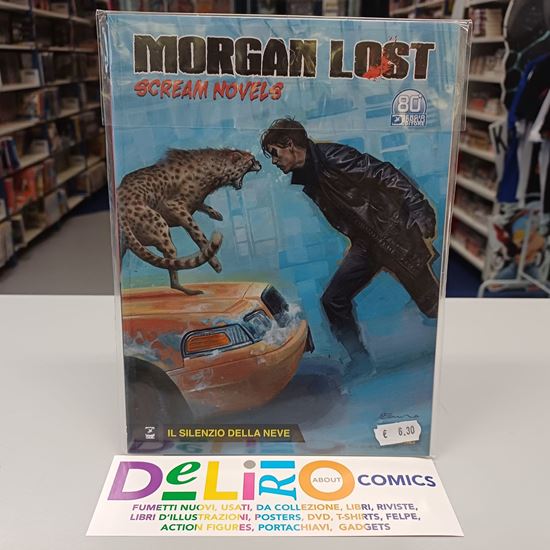 MORGAN LOST
SCREAM NOVELS
80
IL SILENZIO DELLA NEVE
€ 6,30
DeLiRiO ABOUT COMICS
FUMETTI NUOVI, USATI, DA COLLEZIONE, LIBRI, RIVISTE,
LIBRI D'ILLUSTRAZIONI, POSTERS, DVD, T-SHIRTS, FELPE,
ACTION FIGURES, PORTACHIAVI, GADGETS